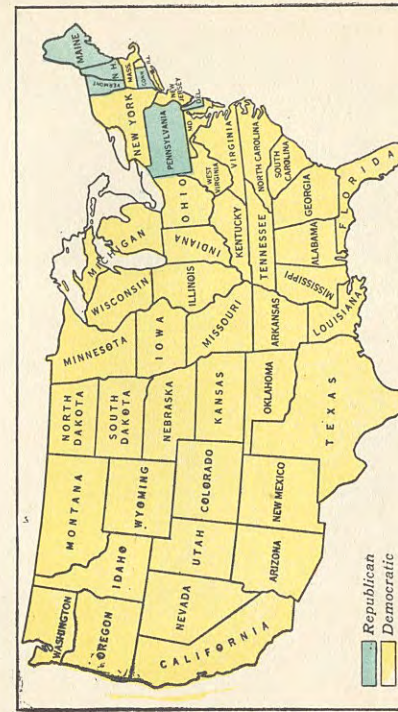 WASHINGTON
OREGON
CALIFORNIA
NEVADA
IDAHO
MONTANA
WYOMING
UTAH
ARIZONA
COLORADO
NEW MEXICO
NORTH
DAKOTA
SOUTH
DAKOTA
NEBRASKA
KANSAS
OKLAHOMA
TEXAS
MINNESOTA
IOWA
MISSOURI
ARKANSAS
LOUISIANA
WISCONSIN
ILLINOIS
MICHIGAN
INDIANA
OHIO
KENTUCKY
TENNESSEE
MISSISSIPPI
ALABAMA
GEORGIA
FLORIDA
SOUTH
CAROLINA
NORTH CAROLINA
VIRGINIA
WEST
VIRGINIA
MD.
DEL.
PENNSYLVANIA
NEW
JERSEY
NEW YORK
CONN.
MASS.
VERMONT
N H
MAINE
Republican
Democratic